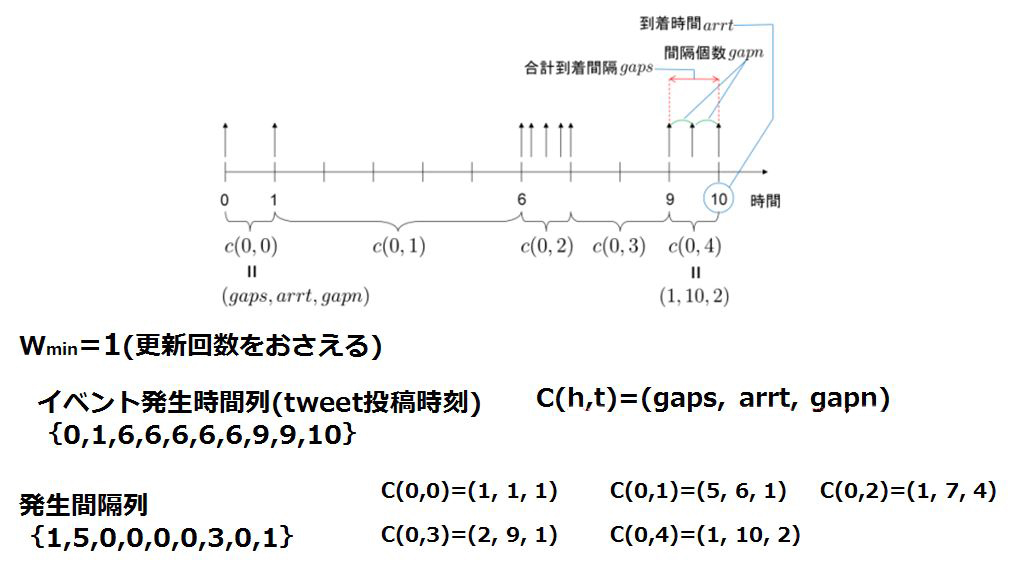 到着時間arrt
間隔個数gapn
合計到着間隔gaps
0 1 6 9 10 時間
c(0, 0) c(0, 1) c(0, 2) c(0, 3) c(0, 4)
=  =
(gaps, arrt, gapn) (1, 10, 2)
Wmin=1(更新回数をおさえる)
イベント発生時間列(tweet投稿時刻) C(h,t)=(gaps, arrt, gapn)
{0,1,6,6,6,6,6,9,9,10}
C(0,0)=(1, 1, 1) C(0,1)=(5, 6, 1) C(0,2)=(1, 7, 4)
発生間隔列
{1,5,0,0,0,0,3,0,1} C(0,3)=(2, 9, 1) C(0,4)=(1, 10, 2)